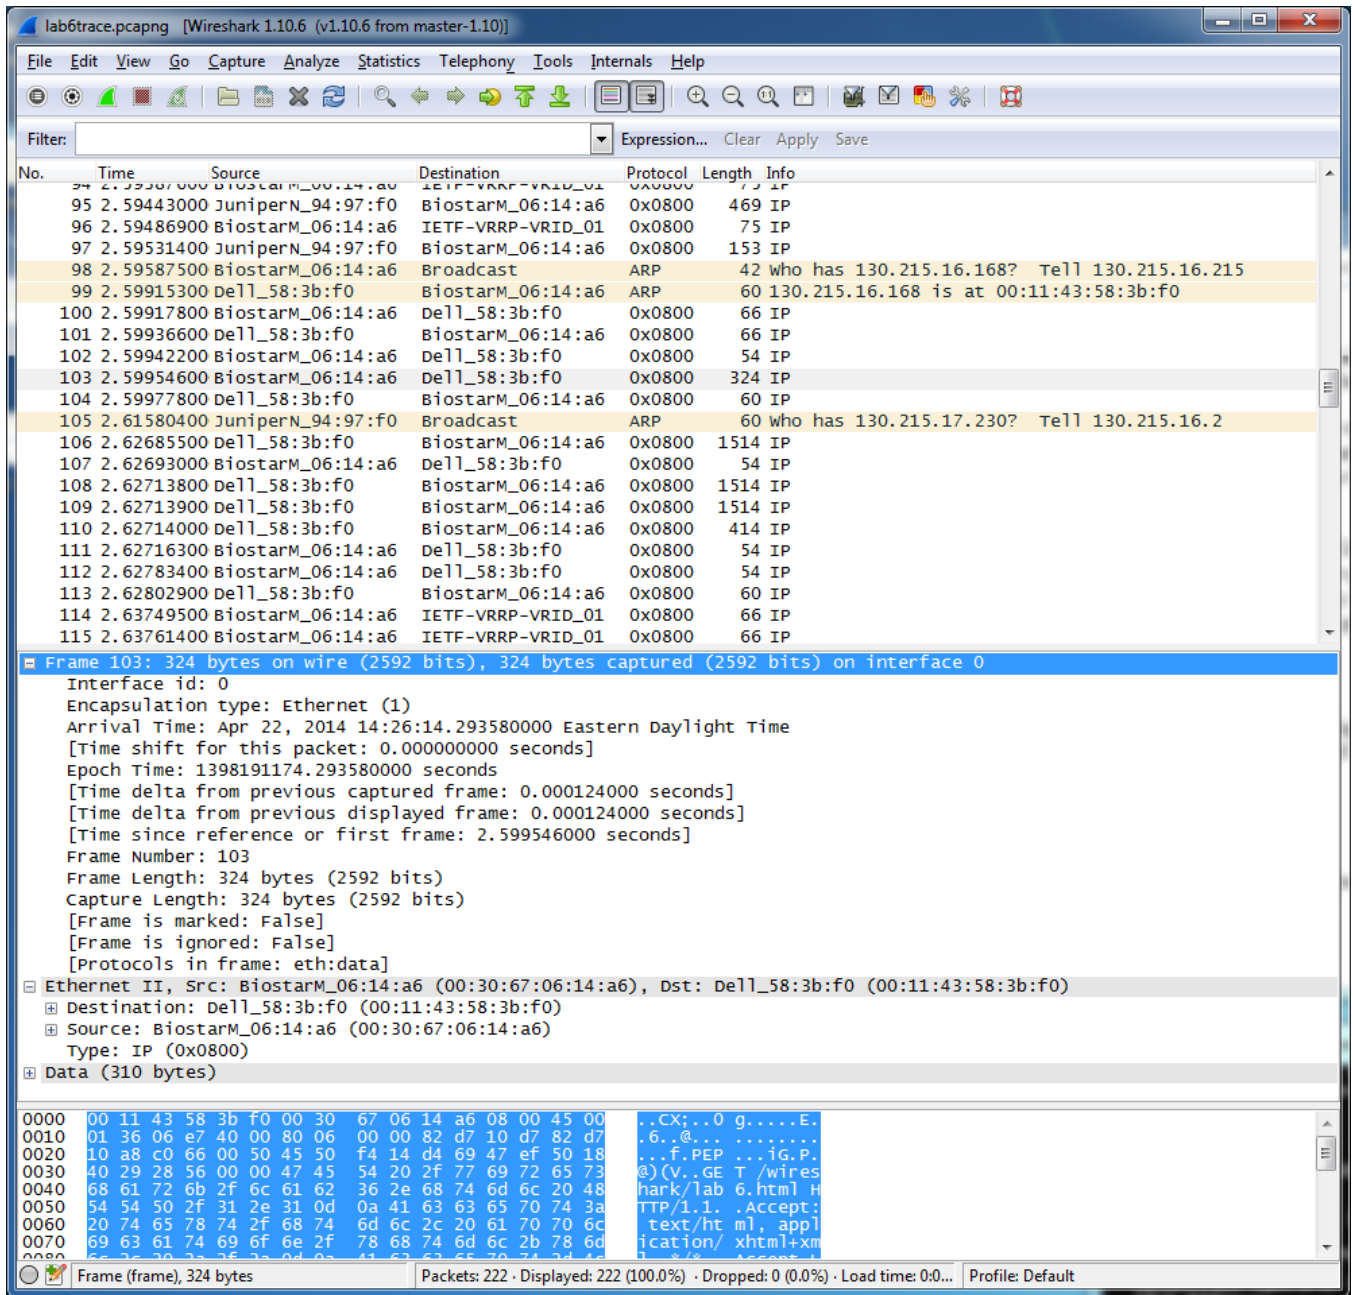 lab6trace.pcapng [Wireshark 1.10.6 (v1.10.6 from master-1.10)]
File Edit View Go Capture Analyze Statistics Telephony Tools Internals Help
Filter: Expression... Clear Apply Save
No. Time Source Destination Protocol Length Info
94 2.59387600 BiostarM_06:14:a6 IETF-VRRP-VRID_01 0x0800 75 IP
95 2.59443000 JuniperN_94:97:f0 BiostarM_06:14:a6 0x0800 469 IP
96 2.59486900 BiostarM_06:14:a6 IETF-VRRP-VRID_01 0x0800 75 IP
97 2.59531400 JuniperN_94:97:f0 BiostarM_06:14:a6 0x0800 153 IP
98 2.59587500 BiostarM_06:14:a6 Broadcast ARP 42 Who has 130.215.16.168? Tell 130.215.16.215
99 2.59915300 Dell_58:3b:f0 BiostarM_06:14:a6 ARP 60 130.215.16.168 is at 00:11:43:58:3b:f0
100 2.59917800 BiostarM_06:14:a6 Dell_58:3b:f0 0x0800 66 IP
101 2.59936600 Dell_58:3b:f0 BiostarM_06:14:a6 0x0800 66 IP
102 2.59942200 BiostarM_06:14:a6 Dell_58:3b:f0 0x0800 54 IP
103 2.59954600 BiostarM_06:14:a6 Dell_58:3b:f0 0x0800 324 IP
104 2.59977800 Dell_58:3b:f0 BiostarM_06:14:a6 0x0800 60 IP
105 2.61580400 JuniperN_94:97:f0 Broadcast ARP 60 Who has 130.215.17.230? Tell 130.215.16.2
106 2.62685500 Dell_58:3b:f0 BiostarM_06:14:a6 0x0800 1514 IP
107 2.62693000 BiostarM_06:14:a6 Dell_58:3b:f0 0x0800 54 IP
108 2.62713800 Dell_58:3b:f0 BiostarM_06:14:a6 0x0800 1514 IP
109 2.62713900 Dell_58:3b:f0 BiostarM_06:14:a6 0x0800 1514 IP
110 2.62714000 Dell_58:3b:f0 BiostarM_06:14:a6 0x0800 414 IP
111 2.62716300 BiostarM_06:14:a6 Dell_58:3b:f0 0x0800 54 IP
112 2.62783400 BiostarM_06:14:a6 Dell_58:3b:f0 0x0800 54 IP
113 2.62802900 Dell_58:3b:f0 BiostarM_06:14:a6 0x0800 60 IP
114 2.63749500 BiostarM_06:14:a6 IETF-VRRP-VRID_01 0x0800 66 IP
115 2.63761400 BiostarM_06:14:a6 IETF-VRRP-VRID_01 0x0800 66 IP
Frame 103: 324 bytes on wire (2592 bits), 324 bytes captured (2592 bits) on interface 0
Interface id: 0
Encapsulation type: Ethernet (1)
Arrival Time: Apr 22, 2014 14:26:14.293580000 Eastern Daylight Time
[Time shift for this packet: 0.000000000 seconds]
Epoch Time: 1398191174.293580000 seconds
[Time delta from previous captured frame: 0.000124000 seconds]
[Time delta from previous displayed frame: 0.000124000 seconds]
[Time since reference or first frame: 2.599546000 seconds]
Frame Number: 103
Frame Length: 324 bytes (2592 bits)
Capture Length: 324 bytes (2592 bits)
[Frame is marked: False]
[Frame is ignored: False]
[Protocols in frame: eth:data]
Ethernet II, Src: BiostarM_06:14:a6 (00:30:67:06:14:a6), Dst: Dell_58:3b:f0 (00:11:43:58:3b:f0)
Destination: Dell_58:3b:f0 (00:11:43:58:3b:f0)
Source: BiostarM_06:14:a6 (00:30:67:06:14:a6)
Type: IP (0x0800)
Data (310 bytes)
0000 00 11 43 58 3b f0 00 30 67 06 14 a6 08 00 45 00 ..CX;..0 g.....E.
0010 01 36 06 e7 40 00 80 06 00 00 82 d7 10 d7 82 d7 .6..@... ........
0020 10 a8 c0 66 00 50 45 50 f4 14 d4 69 47 ef 50 18 ...f.PEP ...iG.P.
0030 40 29 28 56 00 00 47 45 54 20 2f 77 69 72 65 73 @)(V..GE T /wires
0040 68 61 72 6b 2f 6c 61 62 36 2e 68 74 6d 6c 20 48 hark/lab 6.html H
0050 54 54 50 2f 31 2e 31 0d 0a 41 63 63 65 70 74 3a TTP/1.1. .Accept:
0060 20 74 65 78 74 2f 68 74 6d 6c 2c 20 61 70 70 6c text/ht ml, appl
0070 69 63 61 74 69 6f 6e 2f 78 68 74 6d 6c 2b 78 6d ication/ xhtml+xm
0080 6c 2c 20 2a 2f 2a 0d 0a 41 63 63 65 70 74 2d 4c l, */*.. Accept-L
Frame (frame), 324 bytes Packets: 222 · Displayed: 222 (100.0%) · Dropped: 0 (0.0%) · Load time: 0:0... Profile: Default